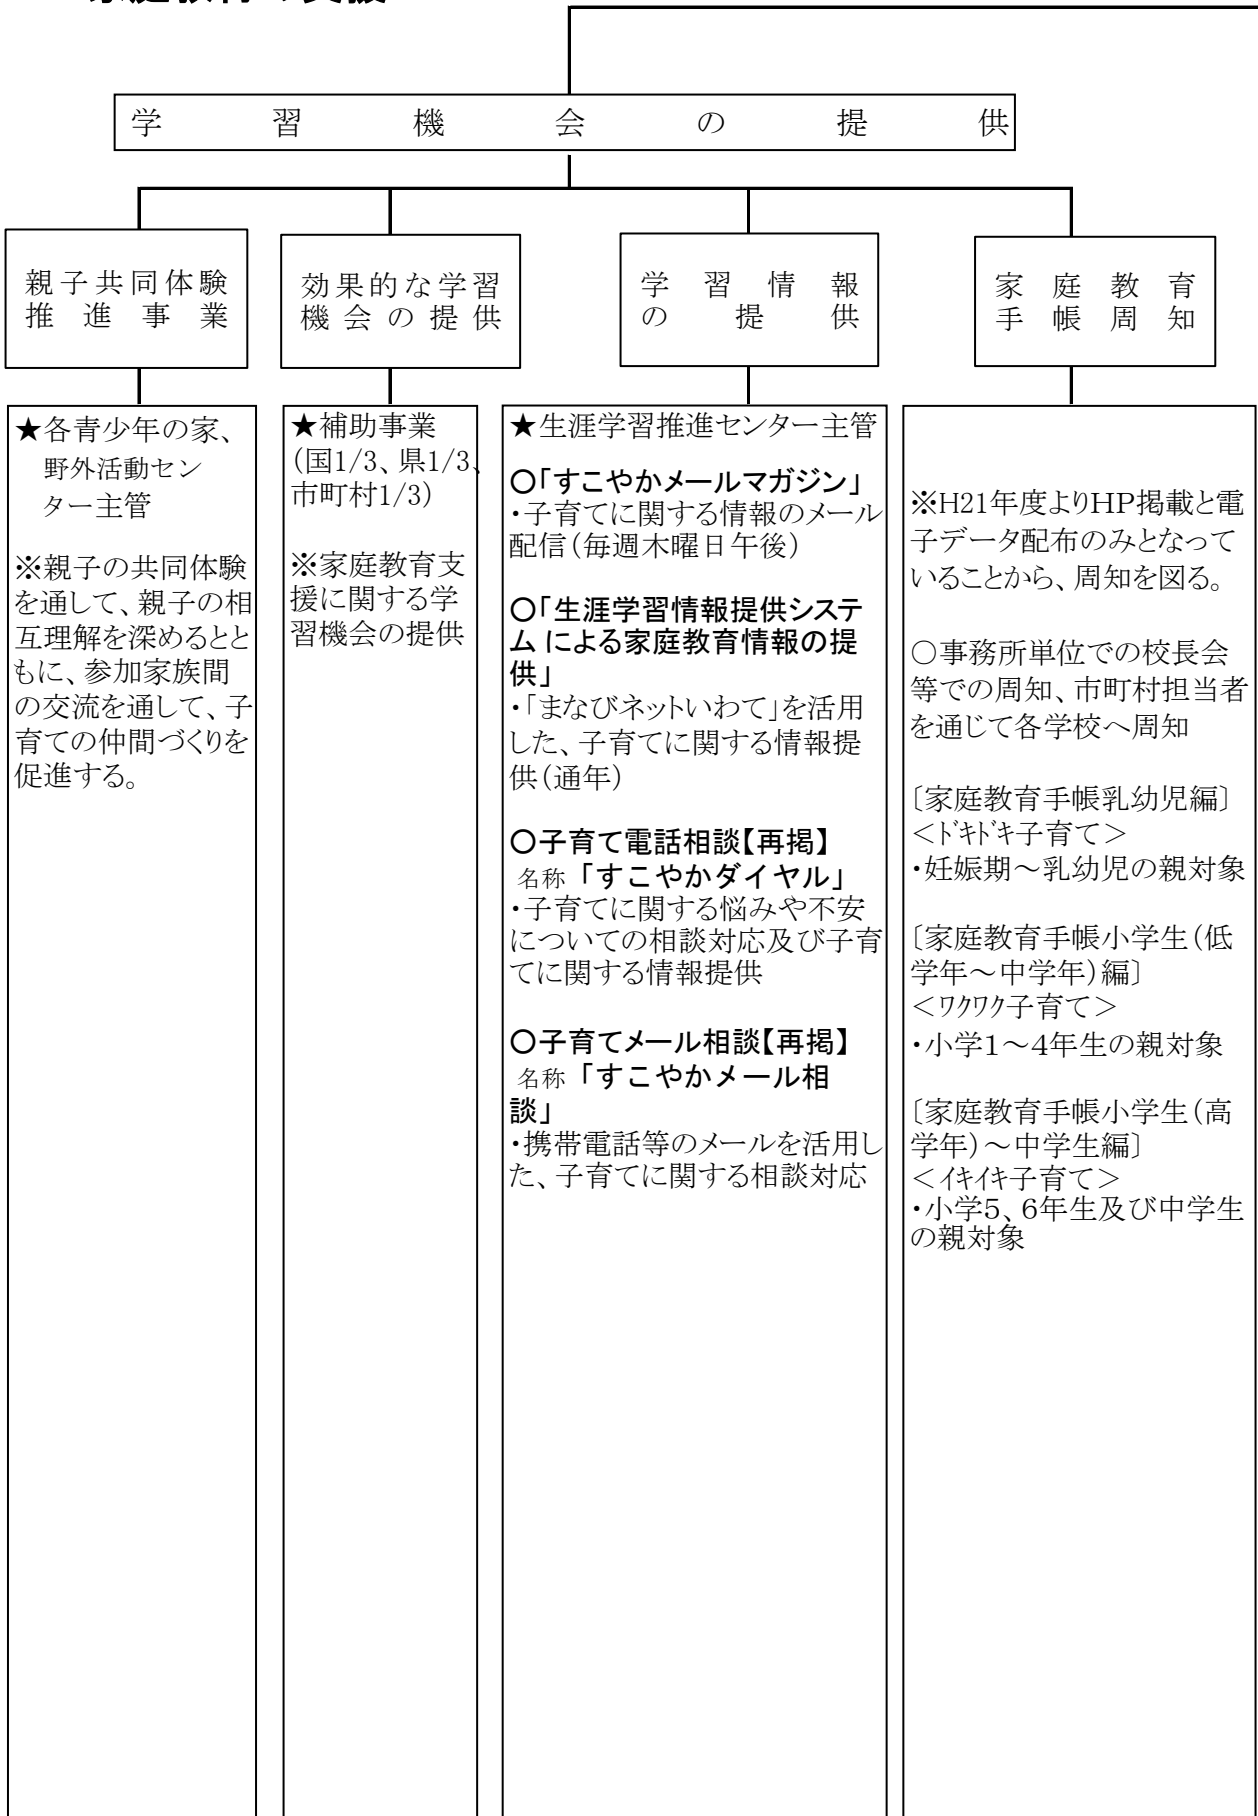 学習機会の提供
親子共同体験
推進事業
効果的な学習
機会の提供
学習情報
の提供
家庭教育
手帳周知
★各青少年の家、
野外活動セン
ター主管
※親子の共同体験
を通して、親子の相
互理解を深めるとと
もに、参加家族間
の交流を通して、子
育ての仲間づくりを
促進する。
★補助事業
(国1/3、県1/3、
市町村1/3)
※家庭教育支
援に関する学
習機会の提供
★生涯学習推進センター主管
○「すこやかメールマガジン」
・子育てに関する情報のメール
配信(毎週木曜日午後)
○「生涯学習情報提供システ
ム による家庭教育情報の提
供」
・「まなびネットいわて」を活用
した、子育てに関する情報提
供(通年)
○子育て電話相談【再掲】
名称「すこやかダイヤル」
・子育てに関する悩みや不安
についての相談対応及び子育
てに関する情報提供
○子育てメール相談【再掲】
名称「すこやかメール相
談」
・携帯電話等のメールを活用し
た、子育てに関する相談対応
※H21年度よりHP掲載と電
子データ配布のみとなって
いることから、周知を図る。
○事務所単位での校長会
等での周知、市町村担当者
を通じて各学校へ周知
〔家庭教育手帳乳幼児編〕
＜ﾄﾞｷﾄﾞｷ子育て＞
・妊娠期～乳幼児の親対象
〔家庭教育手帳小学生(低
学年～中学年)編〕
＜ﾜｸﾜｸ子育て＞
・小学1～4年生の親対象
〔家庭教育手帳小学生(高
学年)～中学生編〕
＜ｲｷｲｷ子育て＞
・小学5、6年生及び中学生
の親対象